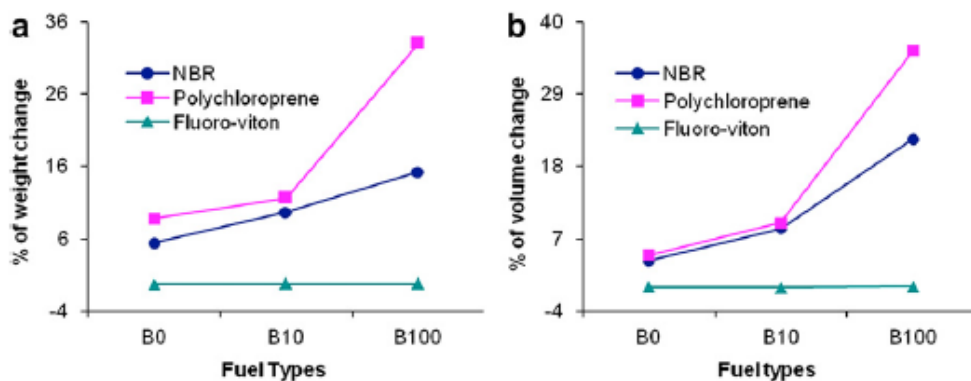 a
% of weight change
36
26
16
6
-4
NBR
Polychloroprene
Fluoro-viton
B0 B10 B100
Fuel Types
b
% of volume change
40
29
18
7
-4
NBR
Polychloroprene
Fluoro-viton
B0 B10 B100
Fuel types